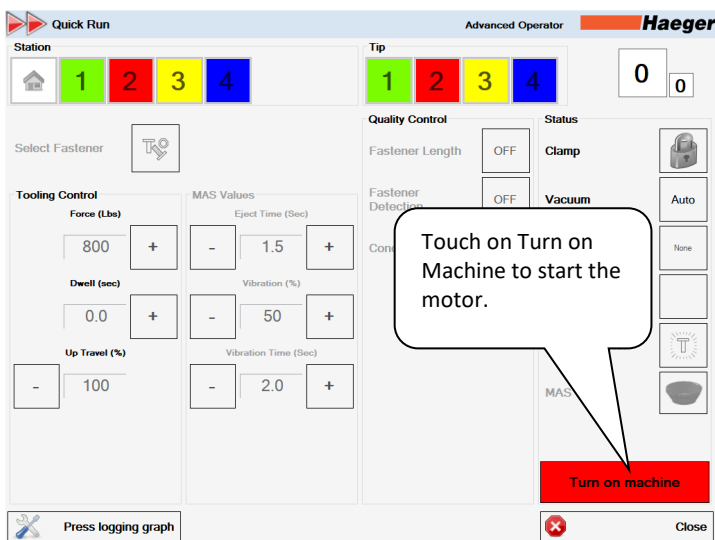 Quick Run
Advanced Operator
Haeger
Station
1 2 3 4
Tip
1 2 3 4
0 0
Select Fastener
Quality Control
Fastener Length OFF
Fastener
Detection OFF
Status
Clamp
Vacuum Auto
None
T
MAS
Tooling Control
Force (Lbs)
800 +
Dwell (sec)
0.0 +
Up Travel (%)
- 100
MAS Values
Eject Time (Sec)
- 1.5 +
Vibration (%)
- 50 +
Vibration Time (Sec)
- 2.0 +
Touch on Turn on
Machine to start the
motor.
Turn on machine
Press logging graph
Close